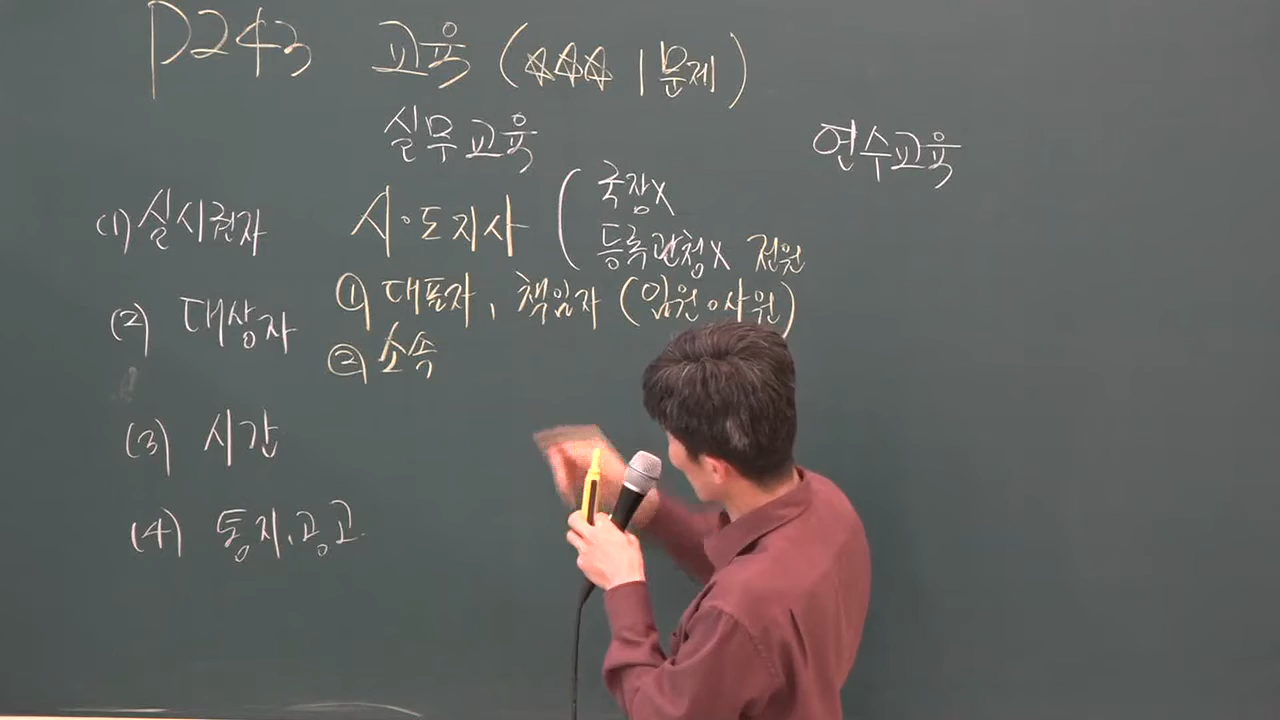 P243 교육 (☆☆☆ 1문제)
실무교육 연수교육
(1) 실시권자 시·도지사 ( 국장X
등록관청X 전원
(2) 대상자 ① 대표자, 책임자 (임원o사원)
② 소속
(3) 시간
(4) 통지, 공고.